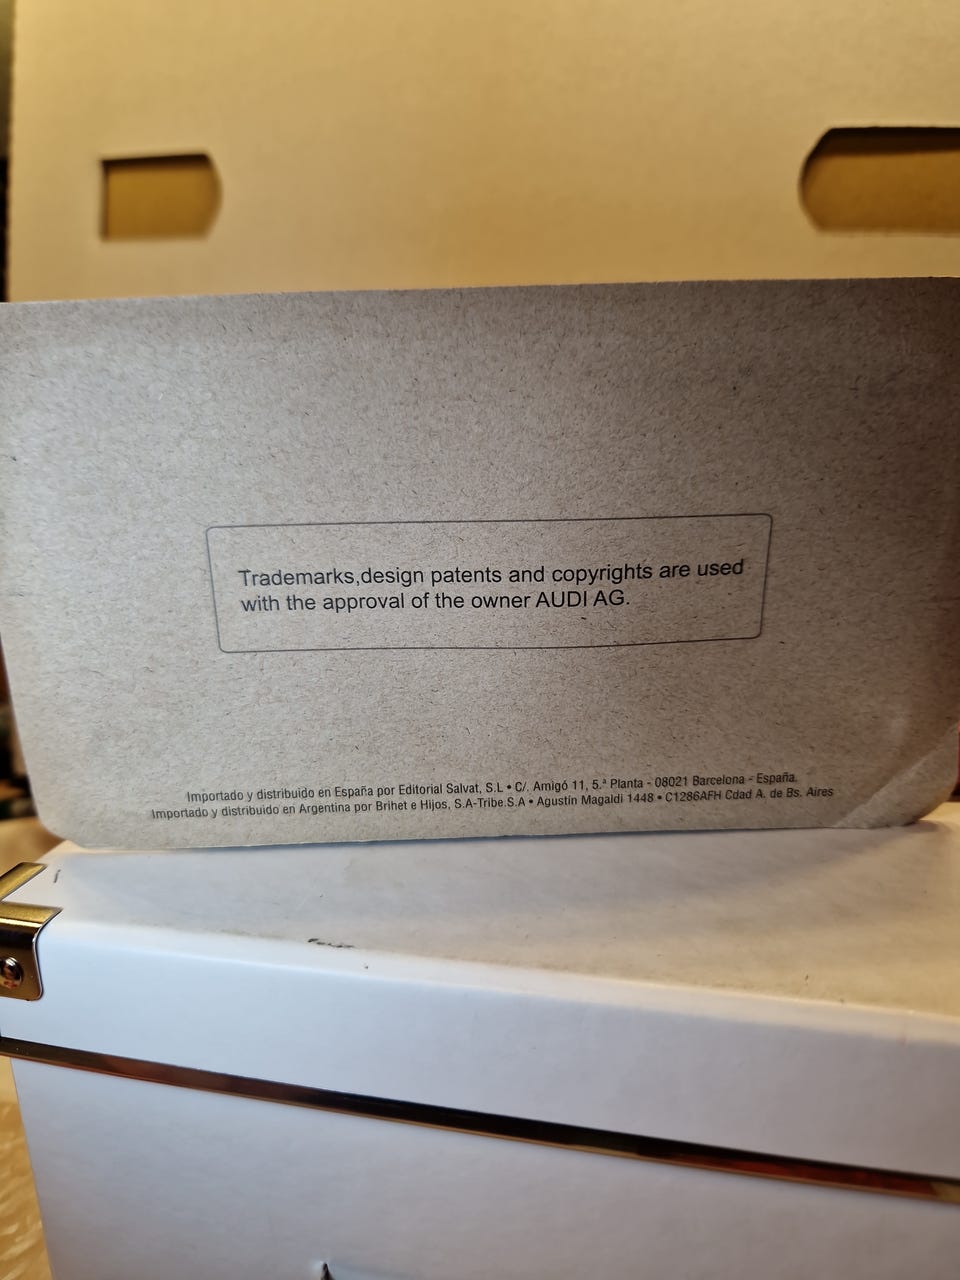 Trademarks,design patents and copyrights are used
with the approval of the owner AUDI AG.
Importado y distribuido en España por Editorial Salvat, S.L • C/. Amigó 11, 5.ª Planta - 08021 Barcelona - España.
Importado y distribuido en Argentina por Brihet e Hijos, S.A-Tribe.S.A • Agustin Magaldi 1448 • C1286AFH Cdad A. de Bs. Aires